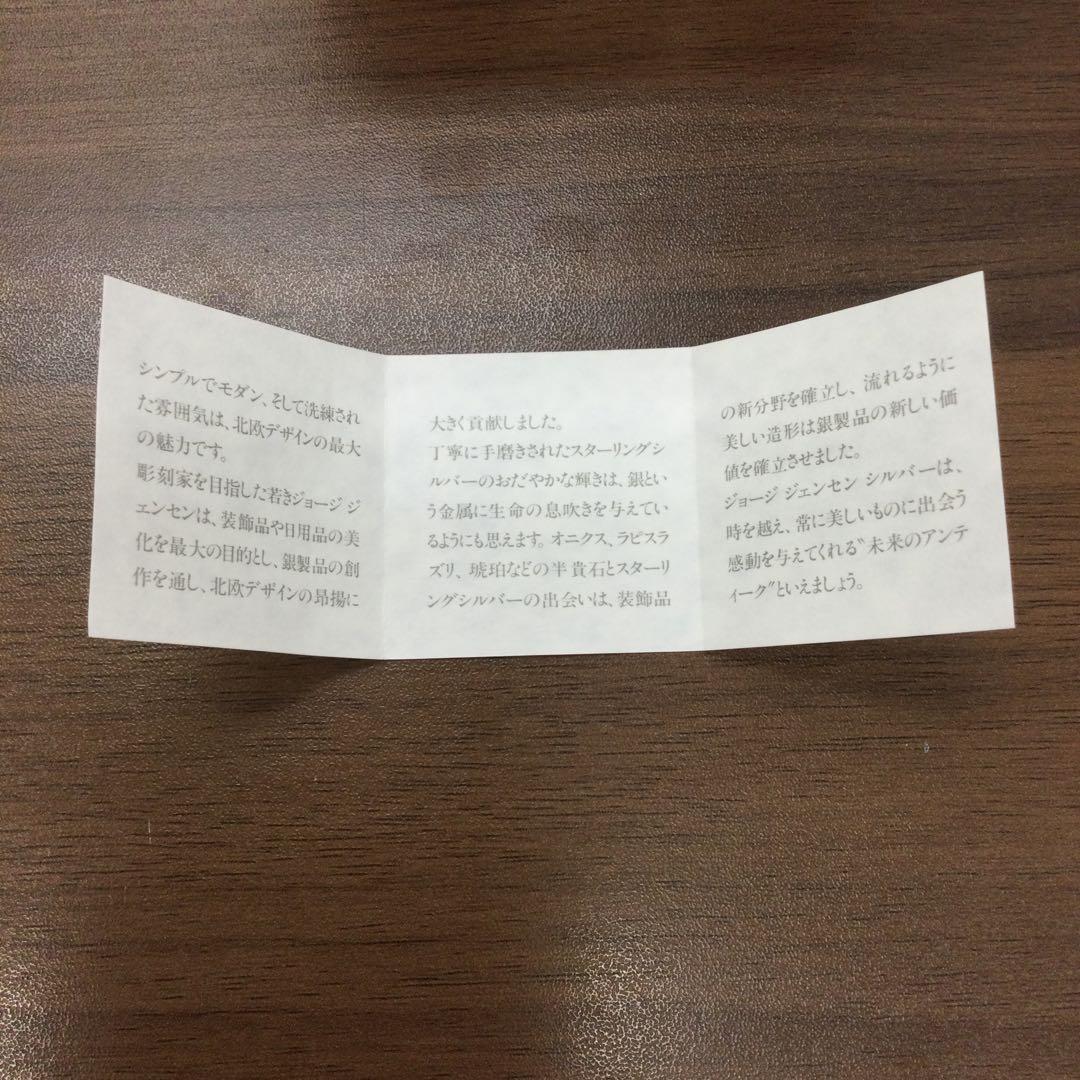 シンプルでモダン、そして洗練され
た雰囲気は、北欧デザインの最大
の魅力です。
彫刻家を目指した若きジョージ ジ
ェンセンは、装飾品や日用品の美
化を最大の目的とし、銀製品の創
作を通し、北欧デザインの昂揚に
大きく貢献しました。
丁寧に手磨きされたスターリングシ
ルバーのおだやかな輝きは、銀とい
う金属に生命の息吹きを与えてい
るようにも思えます。オニクス、ラピスラ
ズリ、琥珀などの半貴石とスターリ
ングシルバーの出会いは、装飾品
の新分野を確立し、流れるように
美しい造形は銀製品の新しい価
値を確立させました。
ジョージ ジェンセン シルバーは、
時を越え、常に美しいものに出会う
感動を与えてくれる〝未来のアンテ
ィーク〞といえましょう。